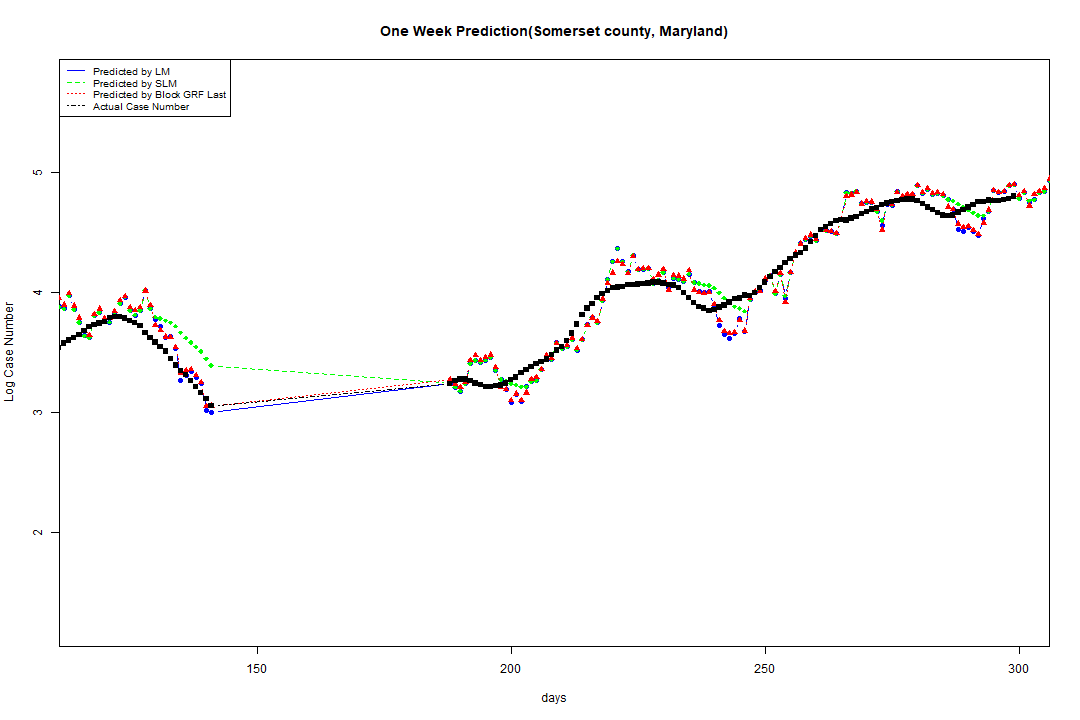 One Week Prediction(Somerset county, Maryland)
Predicted by LM
Predicted by SLM
Predicted by Block GRF Last
Actual Case Number
5
4
3
2
Log Case Number
150 200 250 300
days